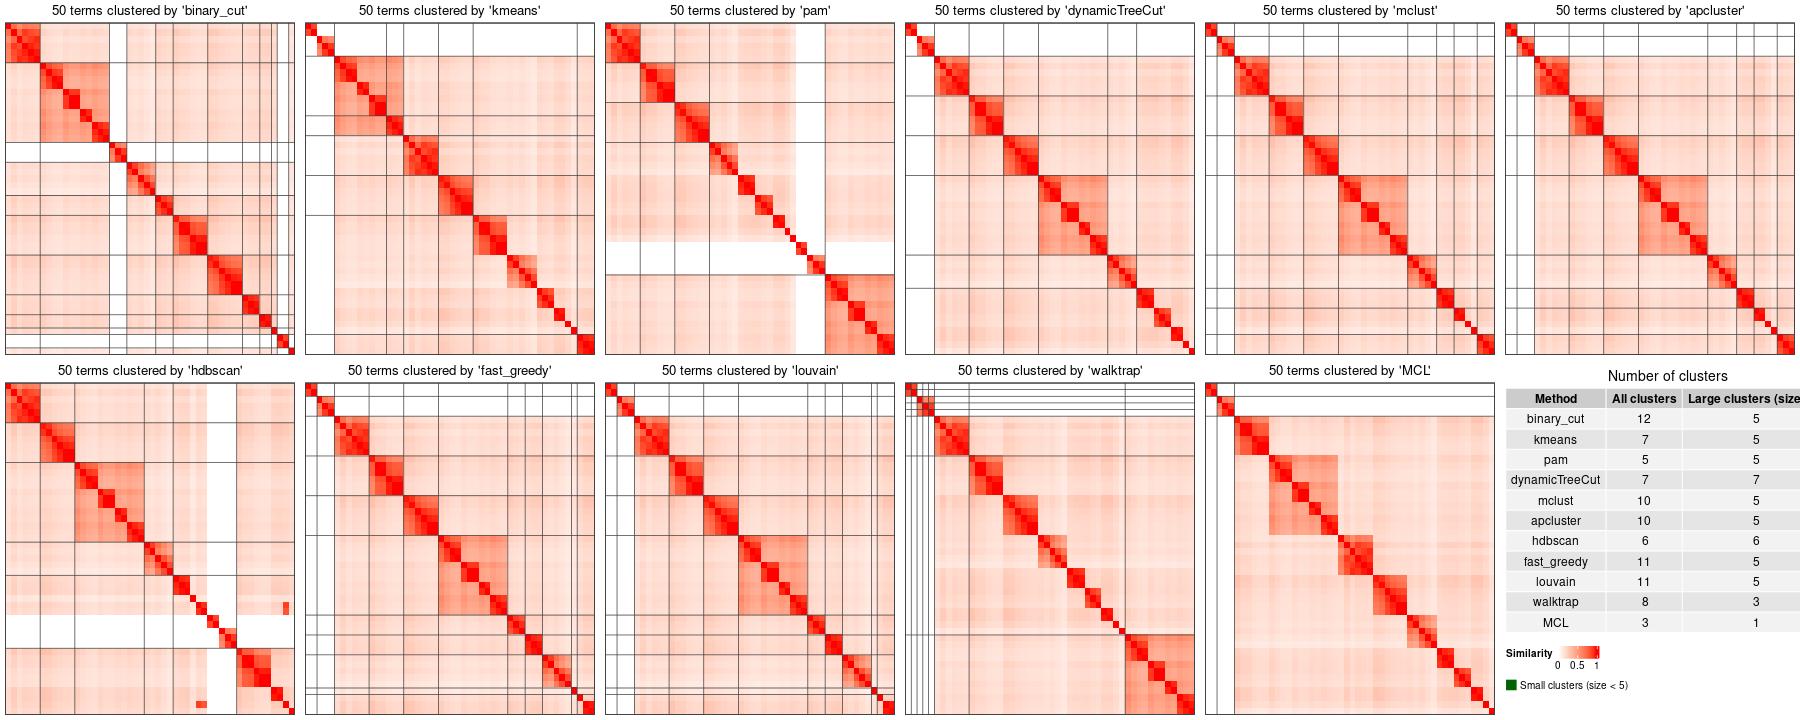 50 terms clustered by 'binary_cut'
50 terms clustered by 'kmeans'
50 terms clustered by 'pam'
50 terms clustered by 'dynamicTreeCut'
50 terms clustered by 'mclust'
50 terms clustered by 'apcluster'
50 terms clustered by 'hdbscan'
50 terms clustered by 'fast_greedy'
50 terms clustered by 'louvain'
50 terms clustered by 'walktrap'
50 terms clustered by 'MCL'
Number of clusters
Method All clusters Large clusters (size
binary_cut 12 5
kmeans 7 5
pam 5 5
dynamicTreeCut 7 7
mclust 10 5
apcluster 10 5
hdbscan 6 6
fast_greedy 11 5
louvain 11 5
walktrap 8 3
MCL 3 1
Similarity
0 0.5 1
Small clusters (size < 5)